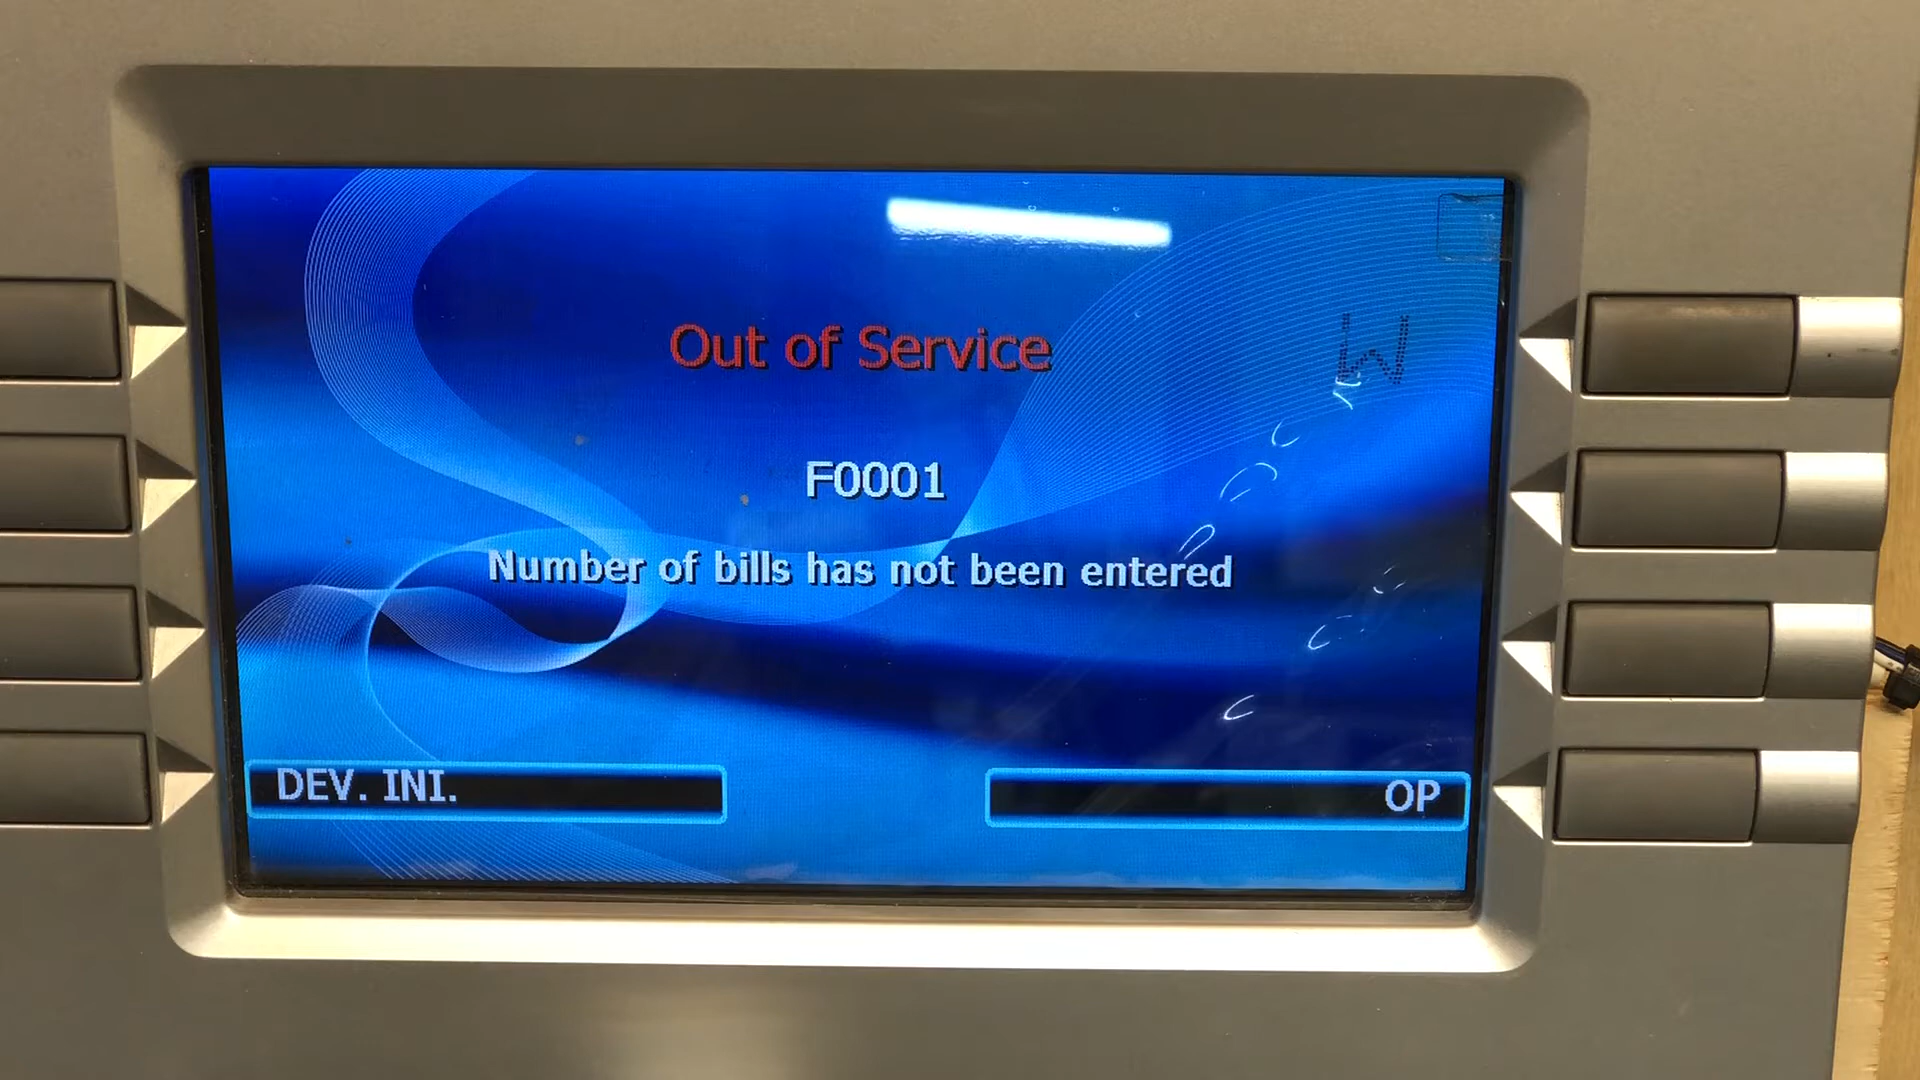 Out of Service
F0001
Number of bills has not been entered
DEV. INI.
OP